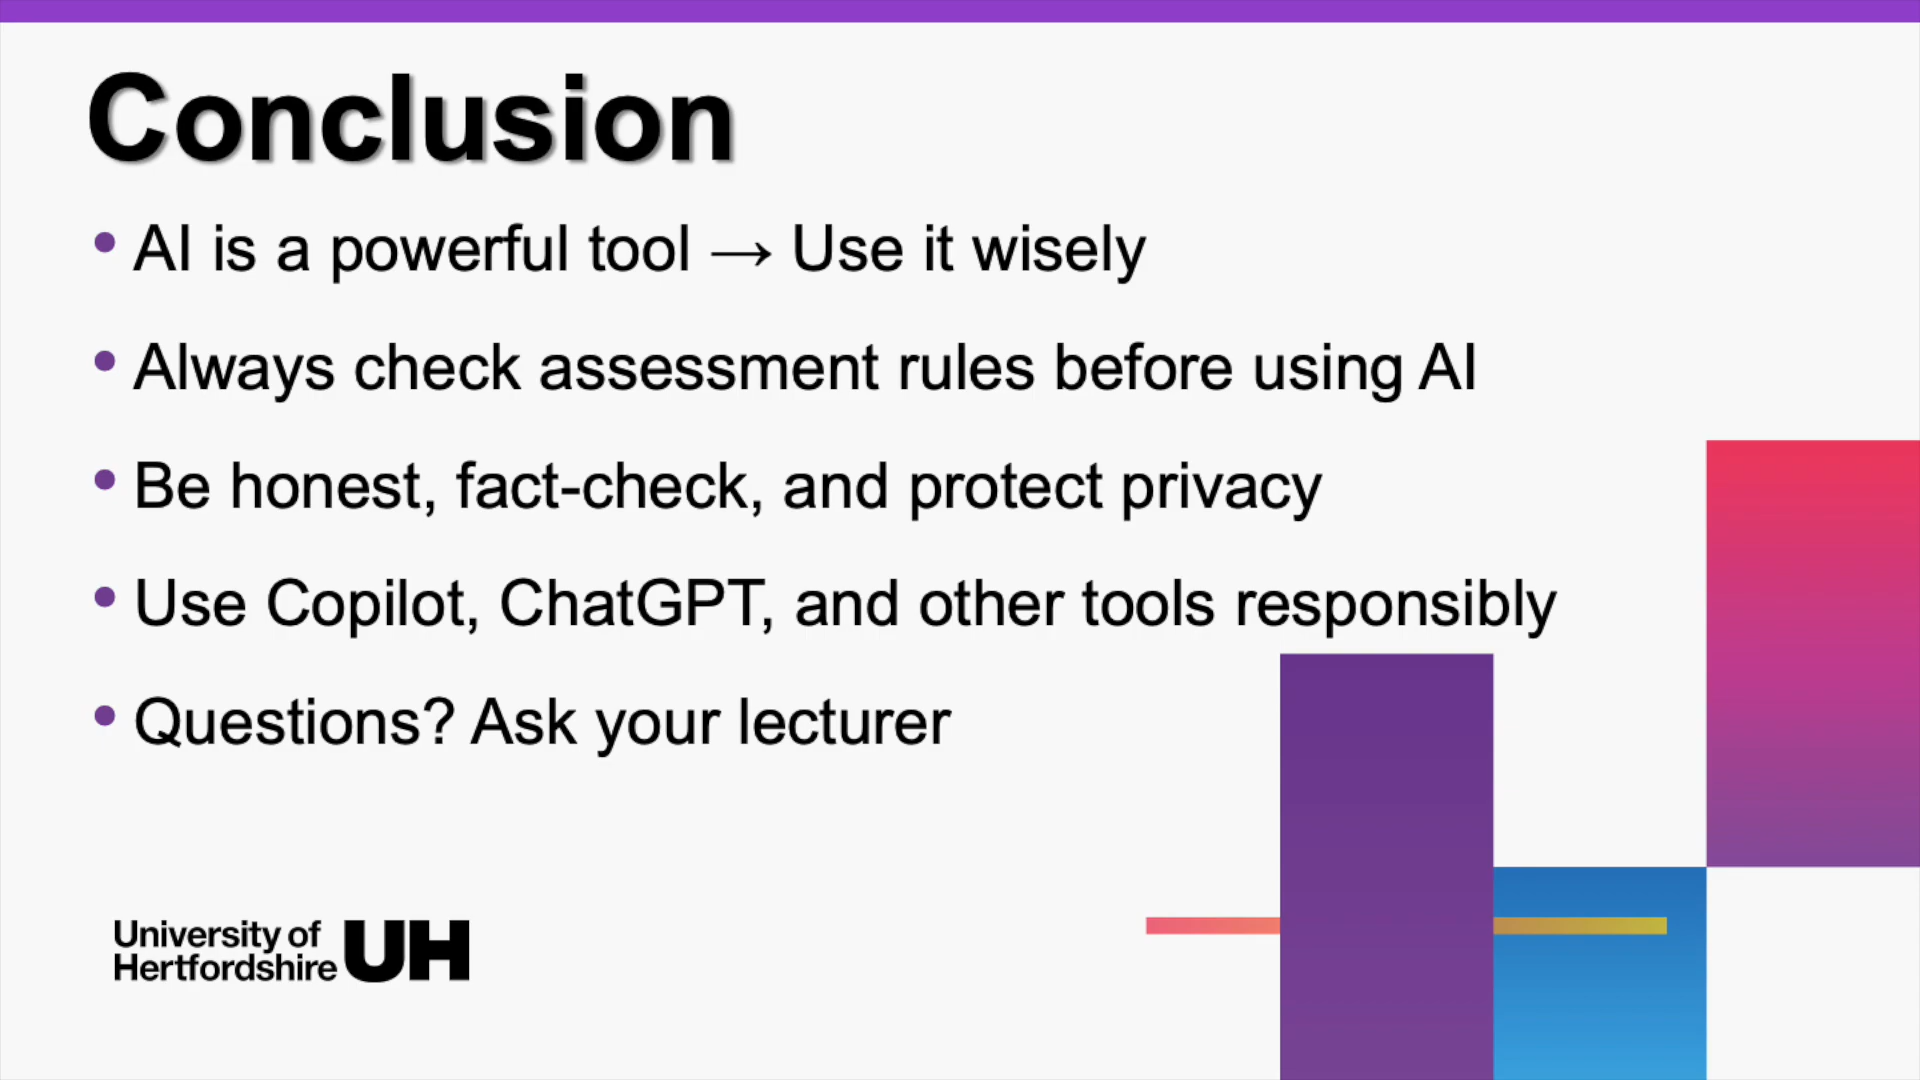 Conclusion
• AI is a powerful tool → Use it wisely
• Always check assessment rules before using AI
• Be honest, fact-check, and protect privacy
• Use Copilot, ChatGPT, and other tools responsibly
• Questions? Ask your lecturer
University of
Hertfordshire
UH